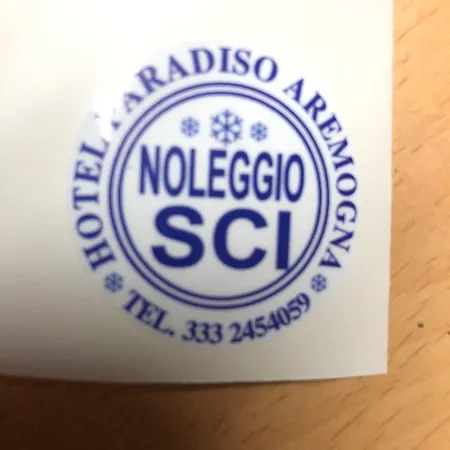 HOTEL PARADISO AREMOGNA
NOLEGGIO
SCI
TEL. 333 2454059